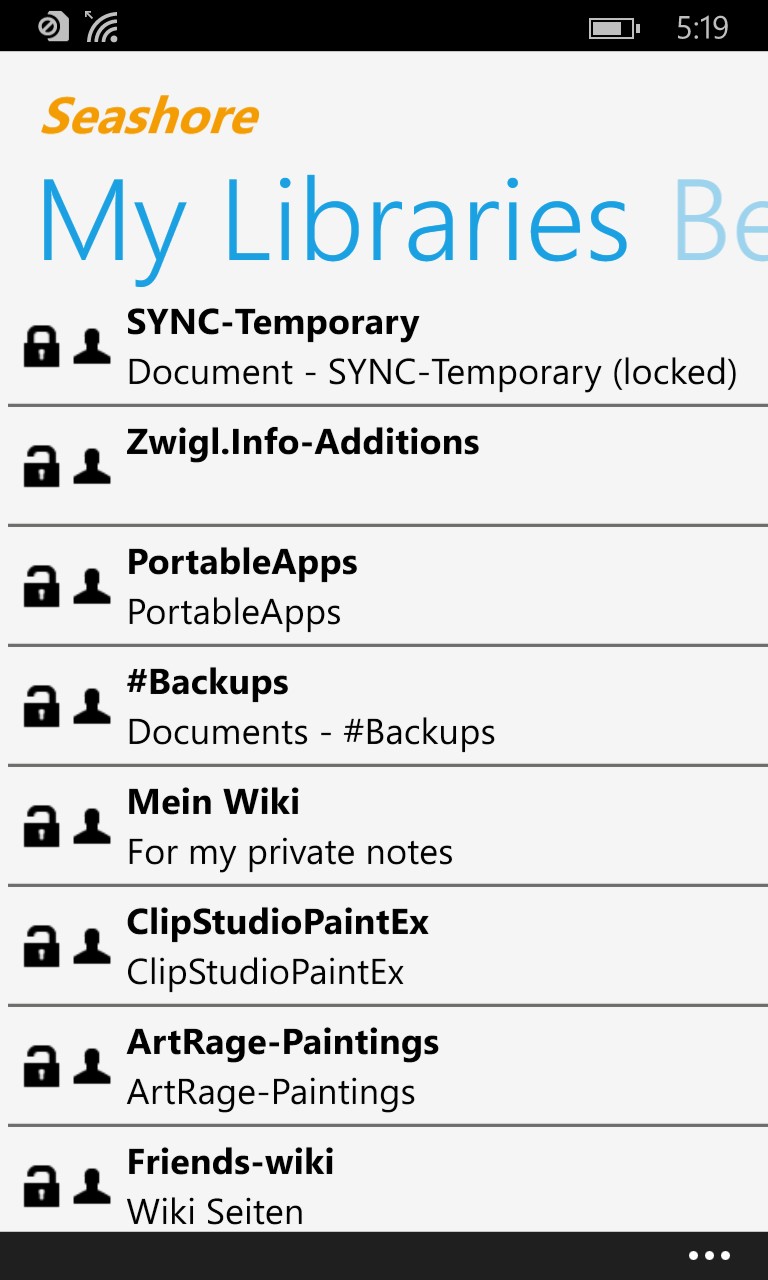 5:19
Seashore
My Libraries Be
SYNC-Temporary
Document - SYNC-Temporary (locked)
Zwigl.Info-Additions
PortableApps
PortableApps
#Backups
Documents - #Backups
Mein Wiki
For my private notes
ClipStudioPaintEx
ClipStudioPaintEx
ArtRage-Paintings
ArtRage-Paintings
Friends-wiki
Wiki Seiten